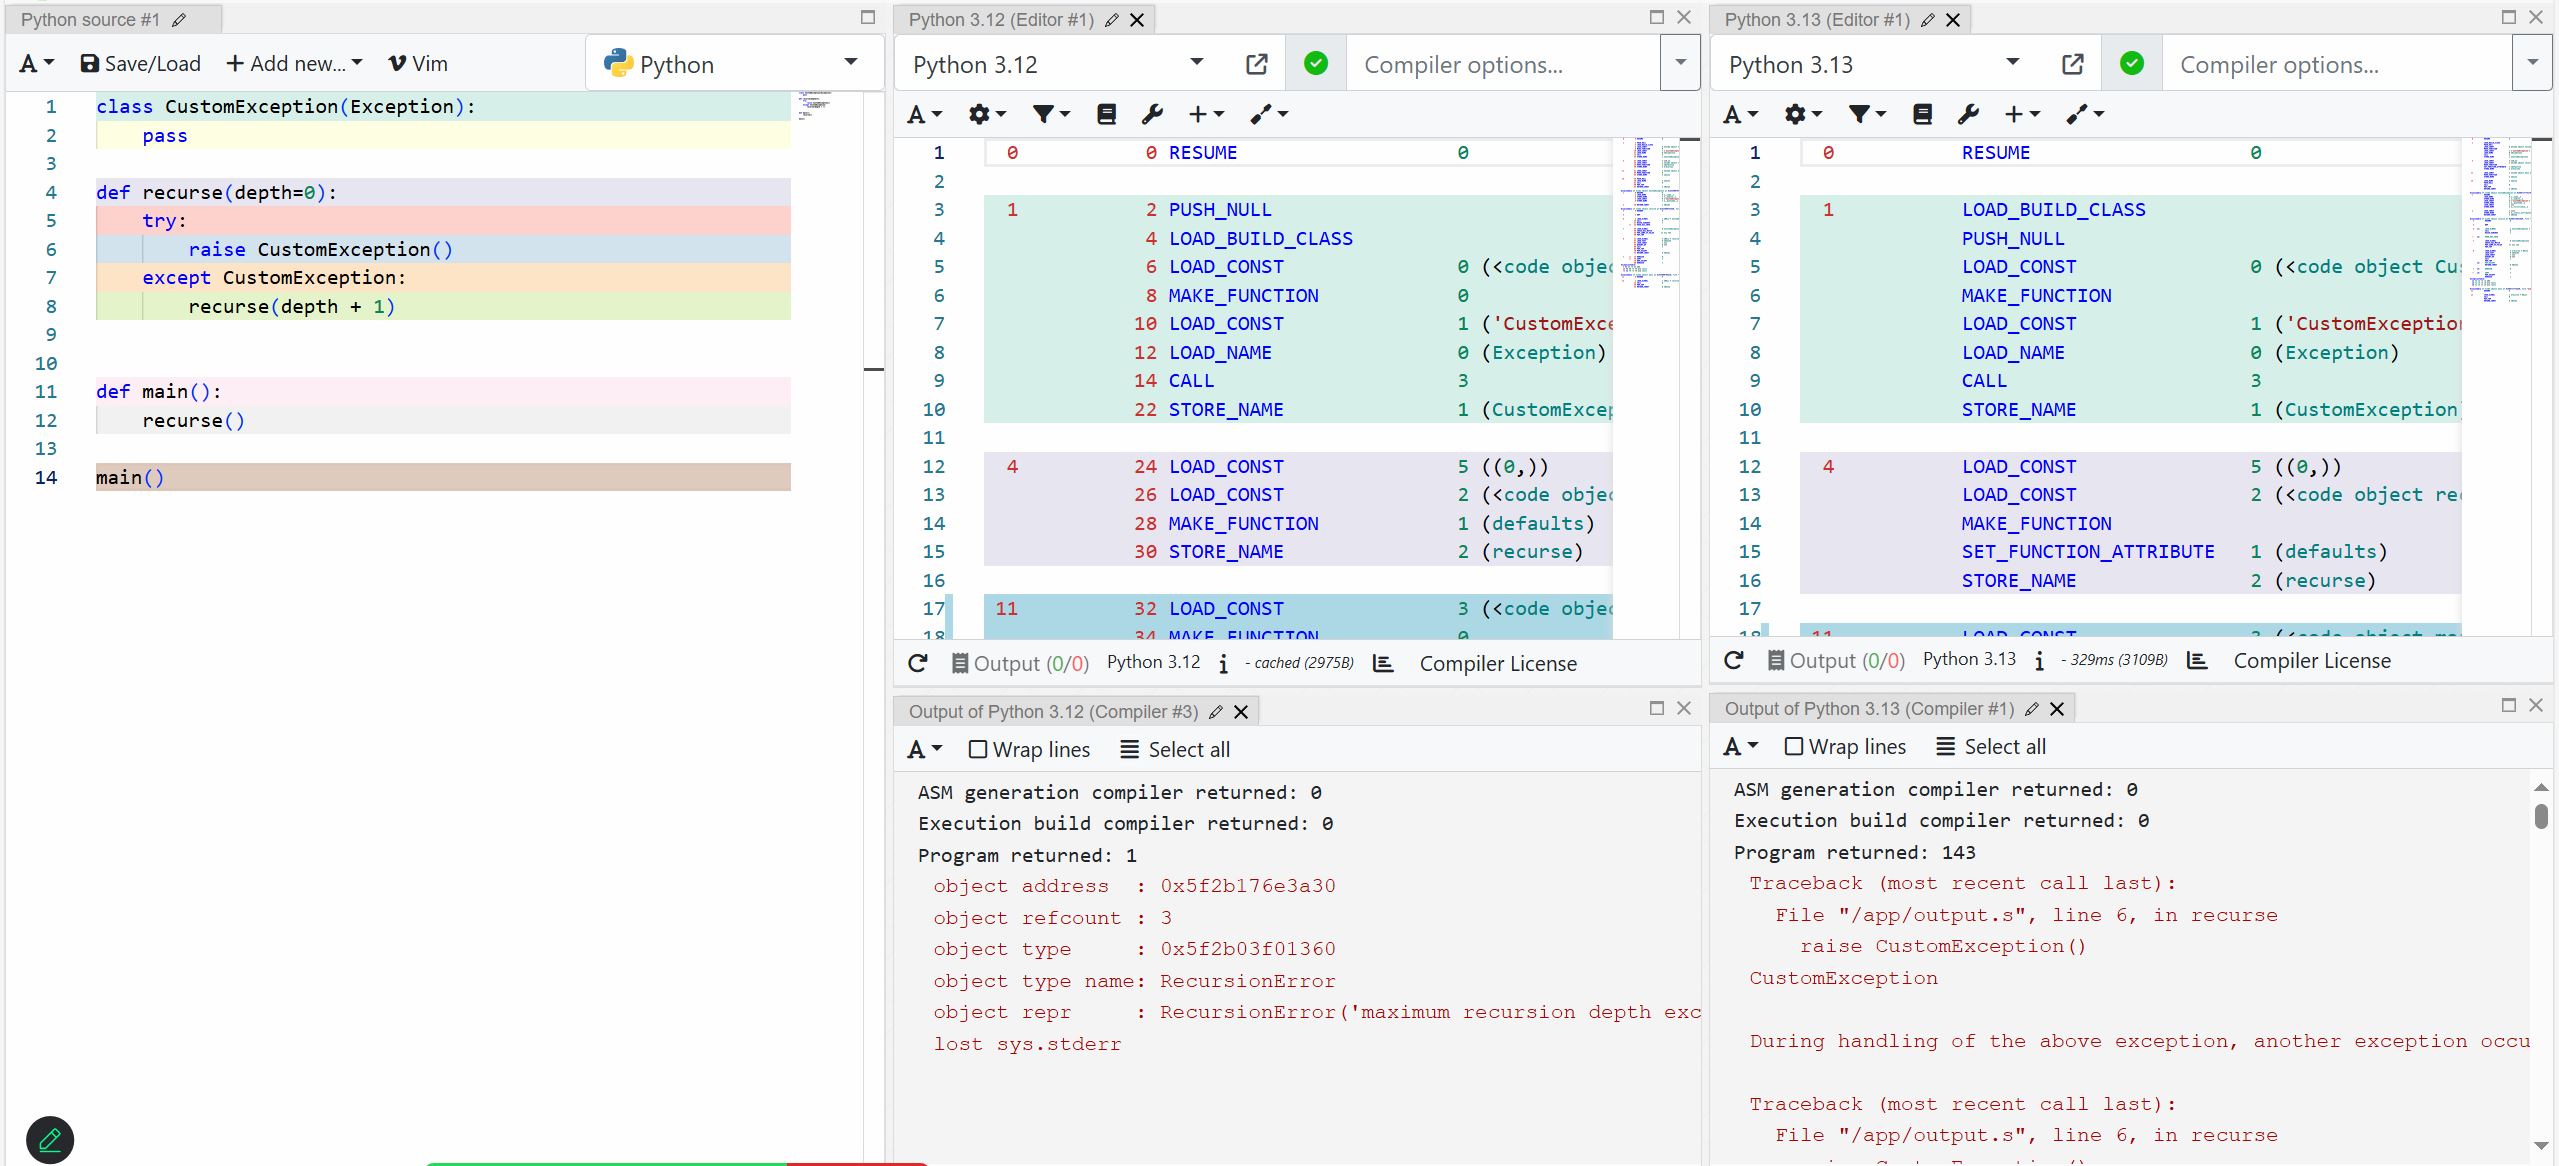 Python source #1
A Save/Load + Add new... Vim Python
1 class CustomException(Exception):
2 pass
3
4 def recurse(depth=0):
5 try:
6 raise CustomException()
7 except CustomException:
8 recurse(depth + 1)
9
10
11 def main():
12 recurse()
13
14 main()
Python 3.12 (Editor #1)
Python 3.12 Compiler options...
A
1 0 0 RESUME 0
2
3 1 2 PUSH_NULL
4 4 LOAD_BUILD_CLASS
5 6 LOAD_CONST 0 (<code objec
6 8 MAKE_FUNCTION 0
7 10 LOAD_CONST 1 ('CustomExce
8 12 LOAD_NAME 0 (Exception)
9 14 CALL 3
10 22 STORE_NAME 1 (CustomExcep
11
12 4 24 LOAD_CONST 5 ((0,))
13 26 LOAD_CONST 2 (<code objec
14 28 MAKE_FUNCTION 1 (defaults)
15 30 STORE_NAME 2 (recurse)
16
17 11 32 LOAD_CONST 3 (<code objec
18 34 MAKE_FUNCTION 0
Output (0/0) Python 3.12 i - cached (2975B) Compiler License
Output of Python 3.12 (Compiler #3)
A Wrap lines Select all
ASM generation compiler returned: 0
Execution build compiler returned: 0
Program returned: 1
object address : 0x5f2b176e3a30
object refcount : 3
object type : 0x5f2b03f01360
object type name: RecursionError
object repr : RecursionError('maximum recursion depth exc
lost sys.stderr
Python 3.13 (Editor #1)
Python 3.13 Compiler options...
A
1 0 RESUME 0
2
3 1 LOAD_BUILD_CLASS
4 PUSH_NULL
5 LOAD_CONST 0 (<code object Cus
6 MAKE_FUNCTION
7 LOAD_CONST 1 ('CustomException
8 LOAD_NAME 0 (Exception)
9 CALL 3
10 STORE_NAME 1 (CustomException)
11
12 4 LOAD_CONST 5 ((0,))
13 LOAD_CONST 2 (<code object rec
14 MAKE_FUNCTION
15 SET_FUNCTION_ATTRIBUTE 1 (defaults)
16 STORE_NAME 2 (recurse)
17
18 11 LOAD_CONST 3 (<code object ma
Output (0/0) Python 3.13 i - 329ms (3109B) Compiler License
Output of Python 3.13 (Compiler #1)
A Wrap lines Select all
ASM generation compiler returned: 0
Execution build compiler returned: 0
Program returned: 143
Traceback (most recent call last):
File "/app/output.s", line 6, in recurse
raise CustomException()
CustomException
During handling of the above exception, another exception occu
Traceback (most recent call last):
File "/app/output.s", line 6, in recurse